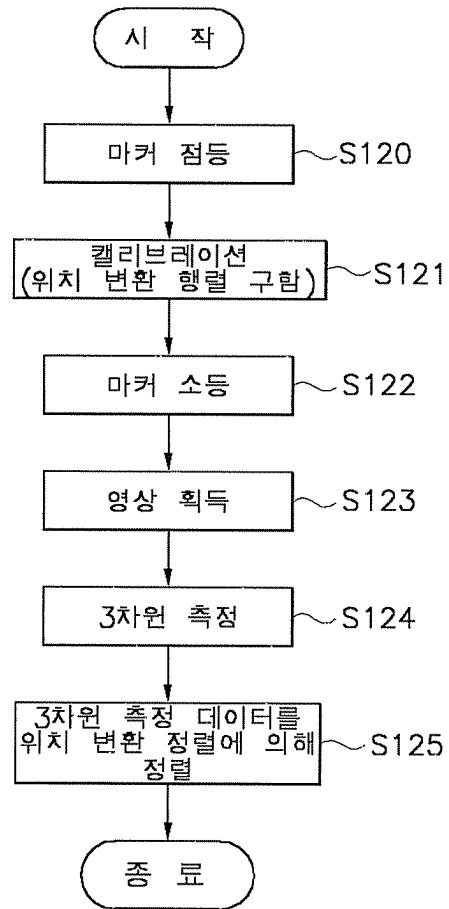 시 작
마커 점등
S120
캘리브레이션
(위치 변환 행렬 구함)
S121
마커 소등
S122
영상 획득
S123
3차원 측정
S124
3차원 측정 데이터를
위치 변환 정렬에 의해
정렬
S125
종 료